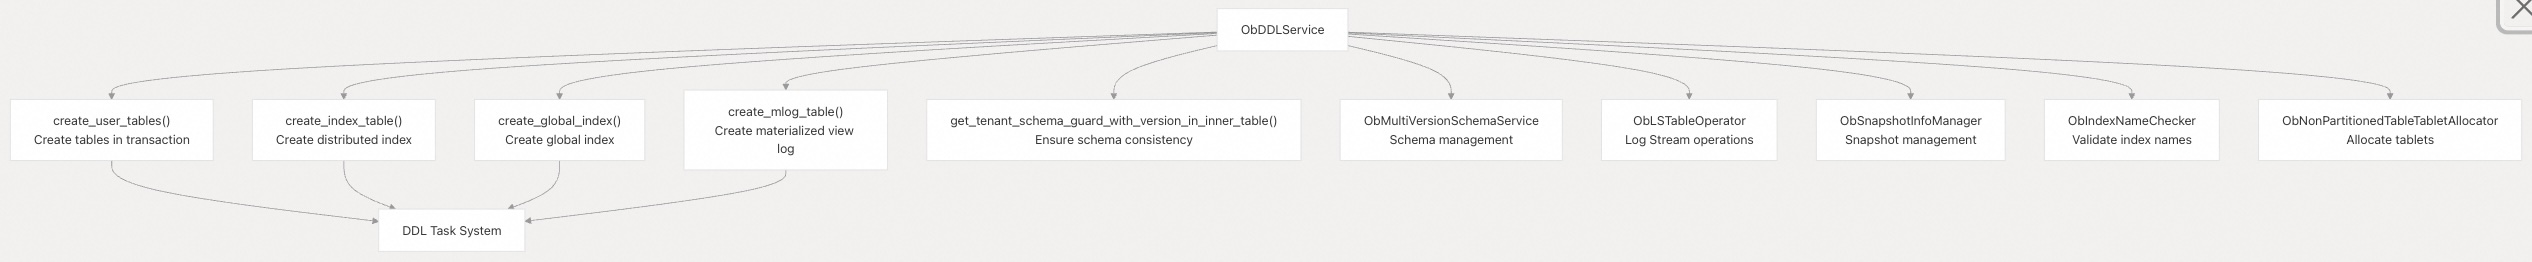 ObDDLService
create_user_tables()
Create tables in transaction
create_index_table()
Create distributed index
create_global_index()
Create global index
create_mlog_table()
Create materialized view
log
get_tenant_schema_guard_with_version_in_inner_table()
Ensure schema consistency
ObMultiVersionSchemaService
Schema management
ObLSTableOperator
Log Stream operations
ObSnapshotInfoManager
Snapshot management
ObIndexNameChecker
Validate index names
ObNonPartitionedTableTabletAllocator
Allocate tablets
DDL Task System